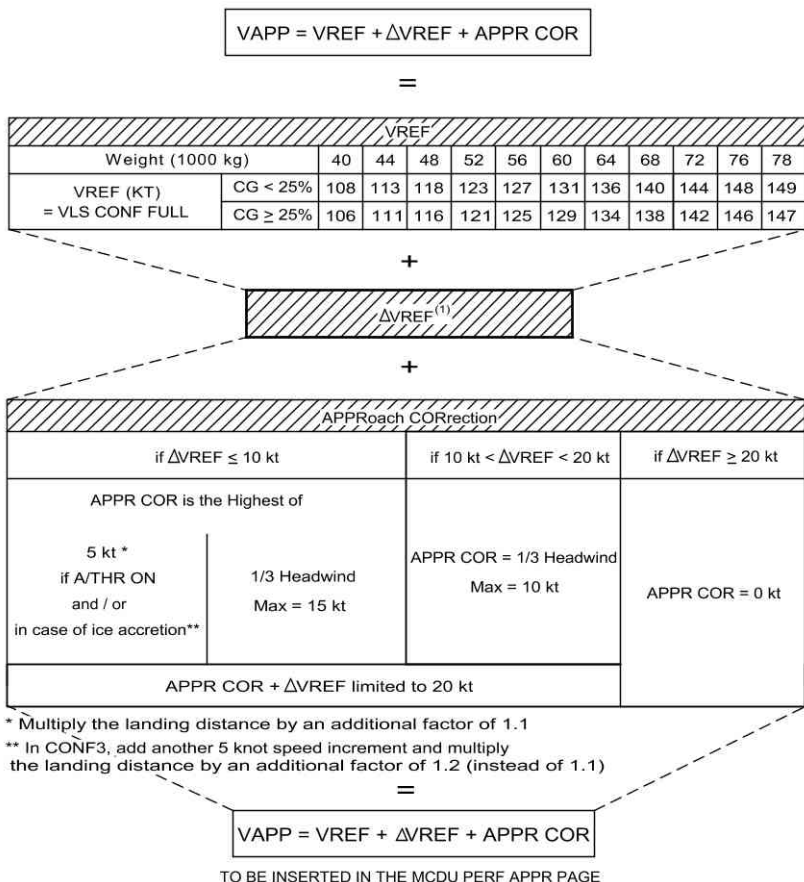 VAPP = VREF + ΔVREF + APPR COR
=
VREF
Weight (1000 kg) 40 44 48 52 56 60 64 68 72 76 78
VREF (KT)
= VLS CONF FULL
CG < 25% 108 113 118 123 127 131 136 140 144 148 149
CG ≥ 25% 106 111 116 121 125 129 134 138 142 146 147
+
ΔVREF(1)
+
APPRoach CORrection
if ΔVREF ≤ 10 kt if 10 kt < ΔVREF < 20 kt if ΔVREF ≥ 20 kt
APPR COR is the Highest of
5 kt *
if A/THR ON
and / or
in case of ice accretion**
1/3 Headwind
Max = 15 kt
APPR COR = 1/3 Headwind
Max = 10 kt
APPR COR = 0 kt
APPR COR + ΔVREF limited to 20 kt
* Multiply the landing distance by an additional factor of 1.1
** In CONF3, add another 5 knot speed increment and multiply
the landing distance by an additional factor of 1.2 (instead of 1.1)
=
VAPP = VREF + ΔVREF + APPR COR
TO BE INSERTED IN THE MCDU PERF APPR PAGE